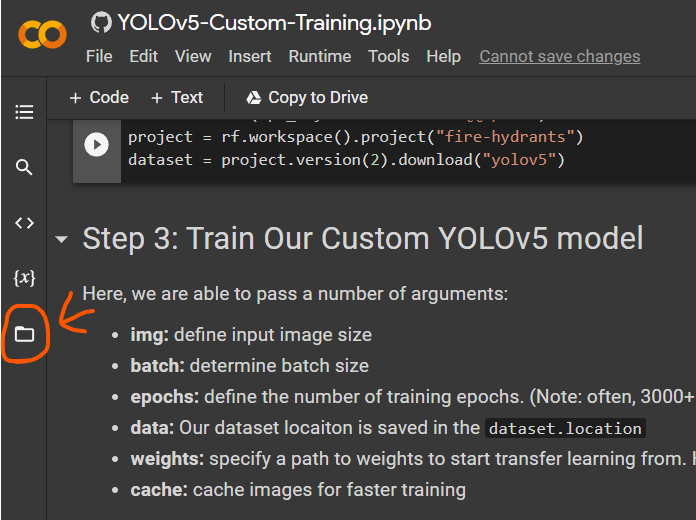 YOLOv5-Custom-Training.ipynb
File Edit View Insert Runtime Tools Help Cannot save changes
+ Code + Text Copy to Drive
project = rf.workspace().project("fire-hydrants")
dataset = project.version(2).download("yolov5")
Step 3: Train Our Custom YOLOv5 model
{x}
Here, we are able to pass a number of arguments:
• img: define input image size
• batch: determine batch size
• epochs: define the number of training epochs. (Note: often, 3000+
• data: Our dataset locaiton is saved in the dataset.location
• weights: specify a path to weights to start transfer learning from.
• cache: cache images for faster training